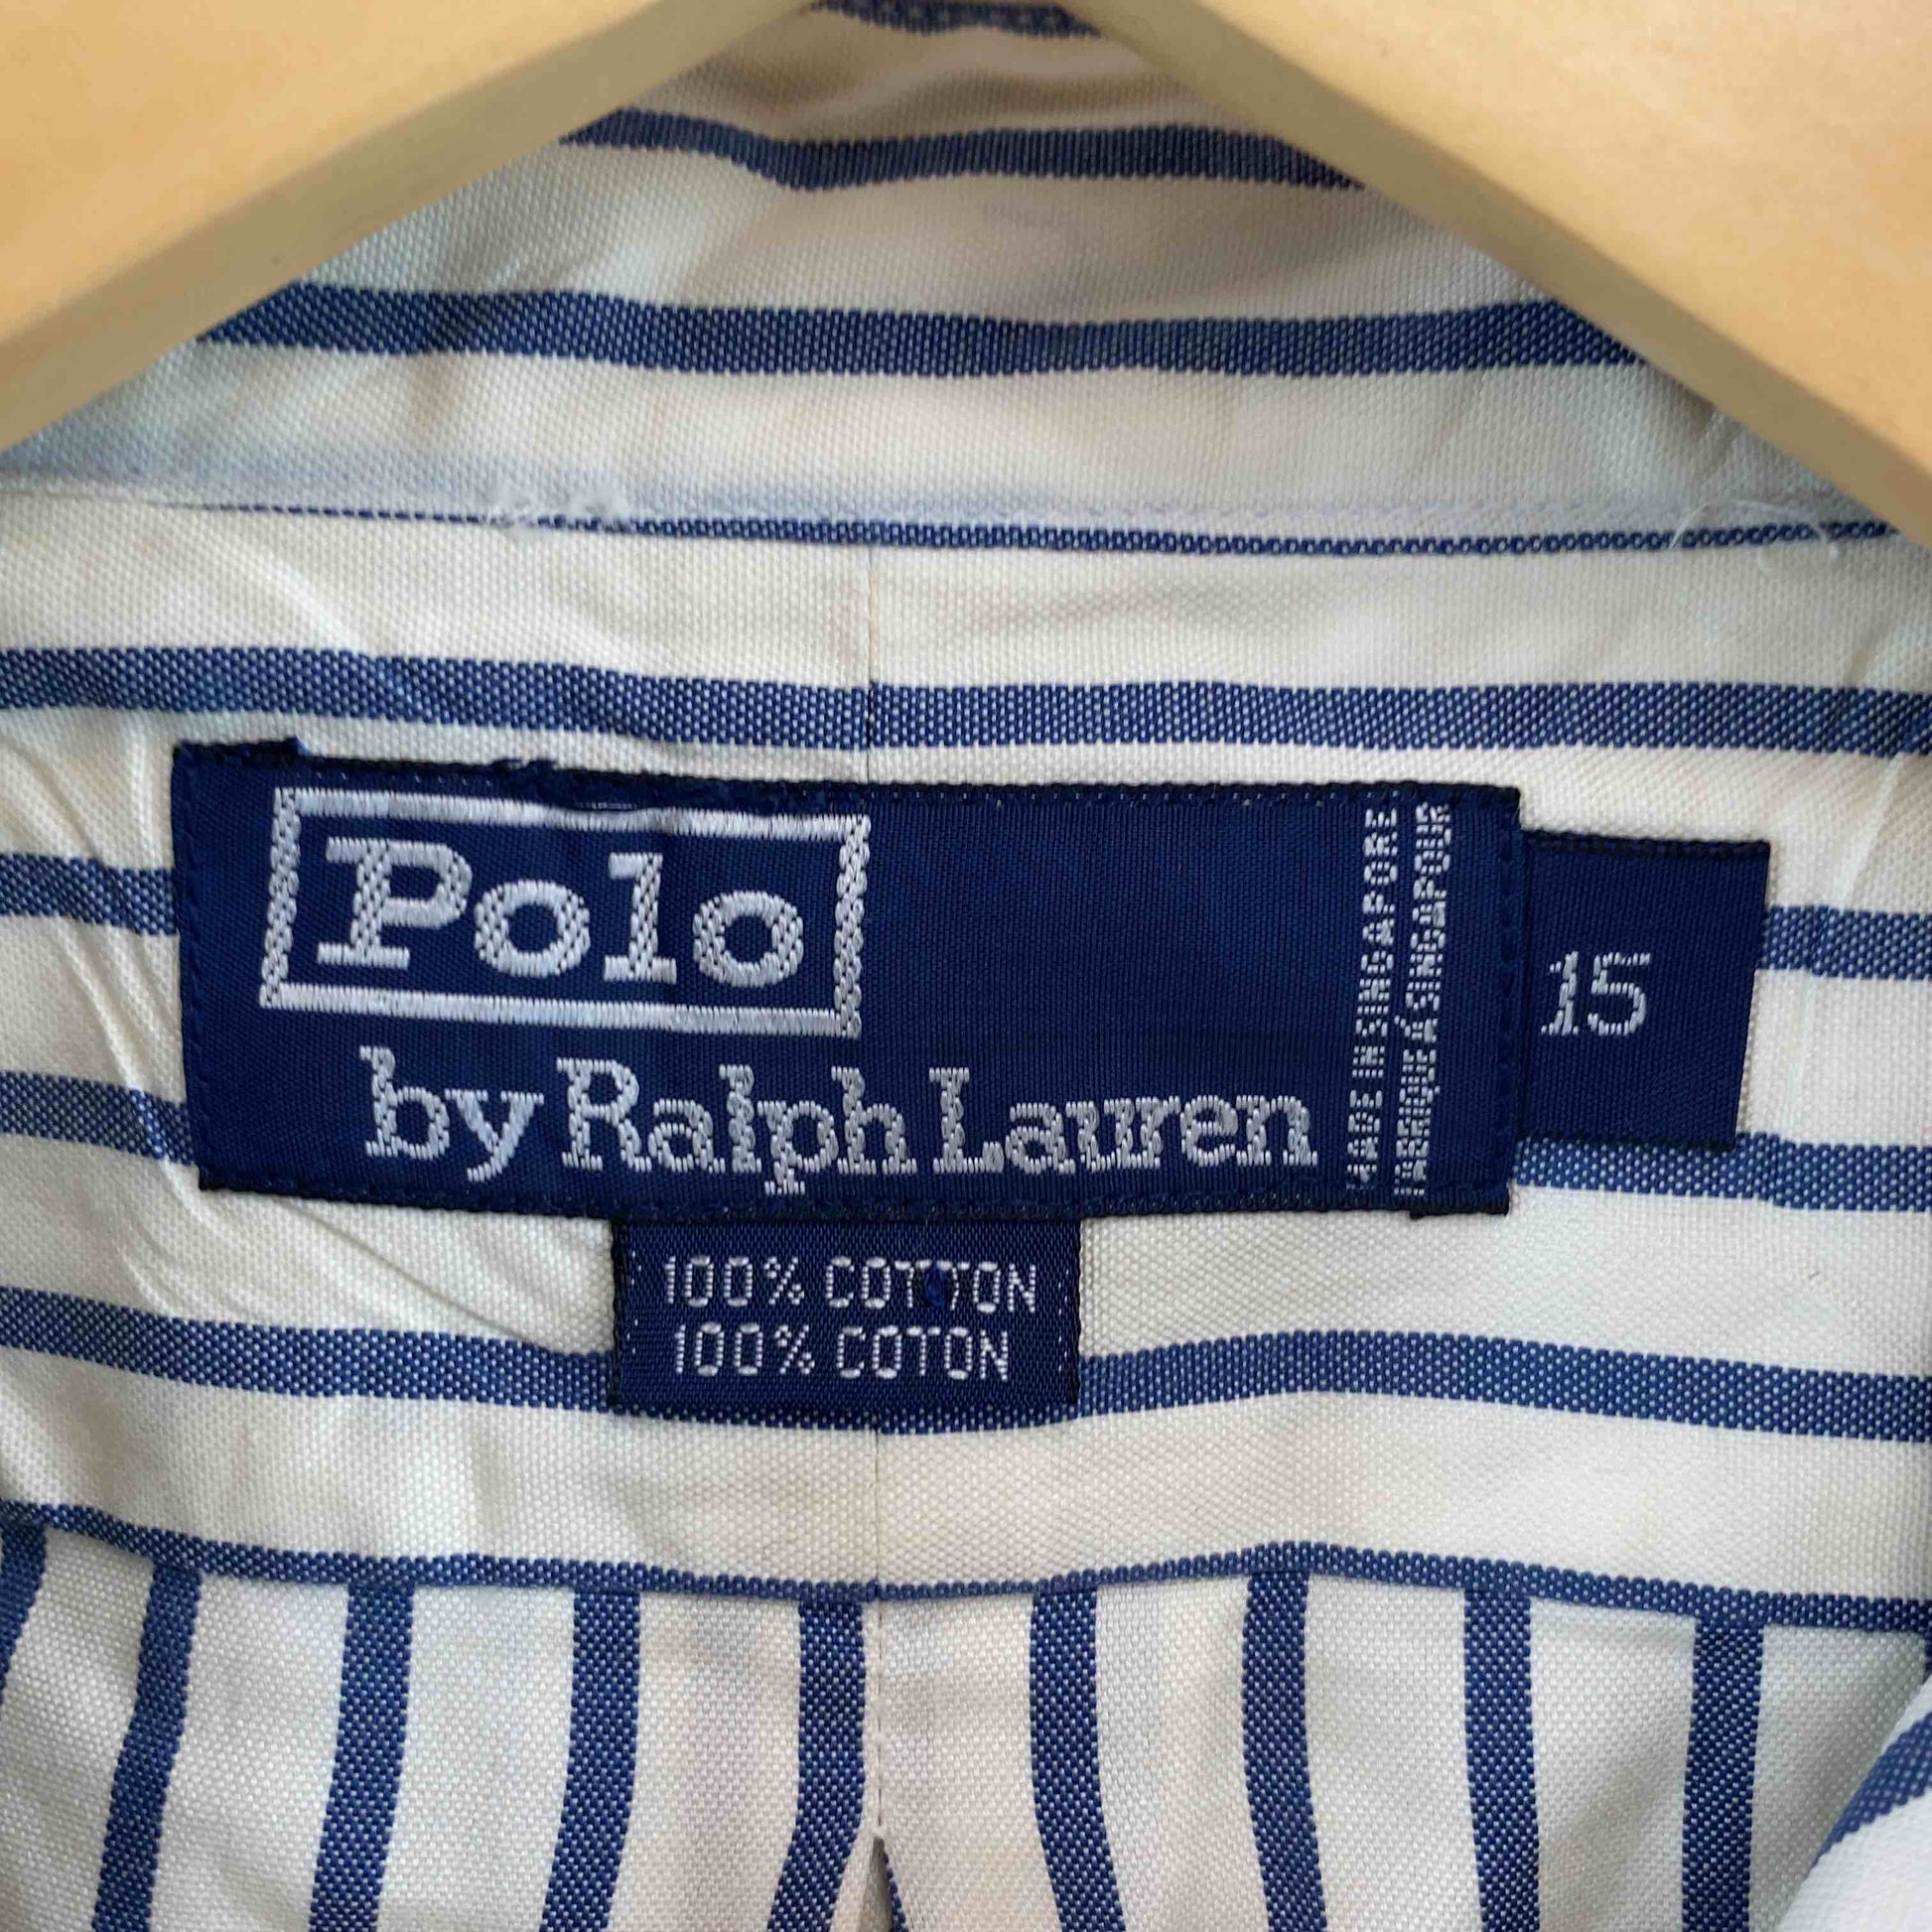 Polo
by Ralph Lauren
MADE IN SINGAPORE
FABRIQUÉ À SINGAPOUR
15
100% COTTON
100% COTON